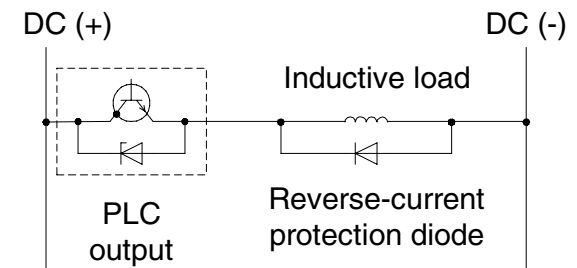 DC (+)
DC (-)
Inductive load
PLC
output
Reverse-current
protection diode